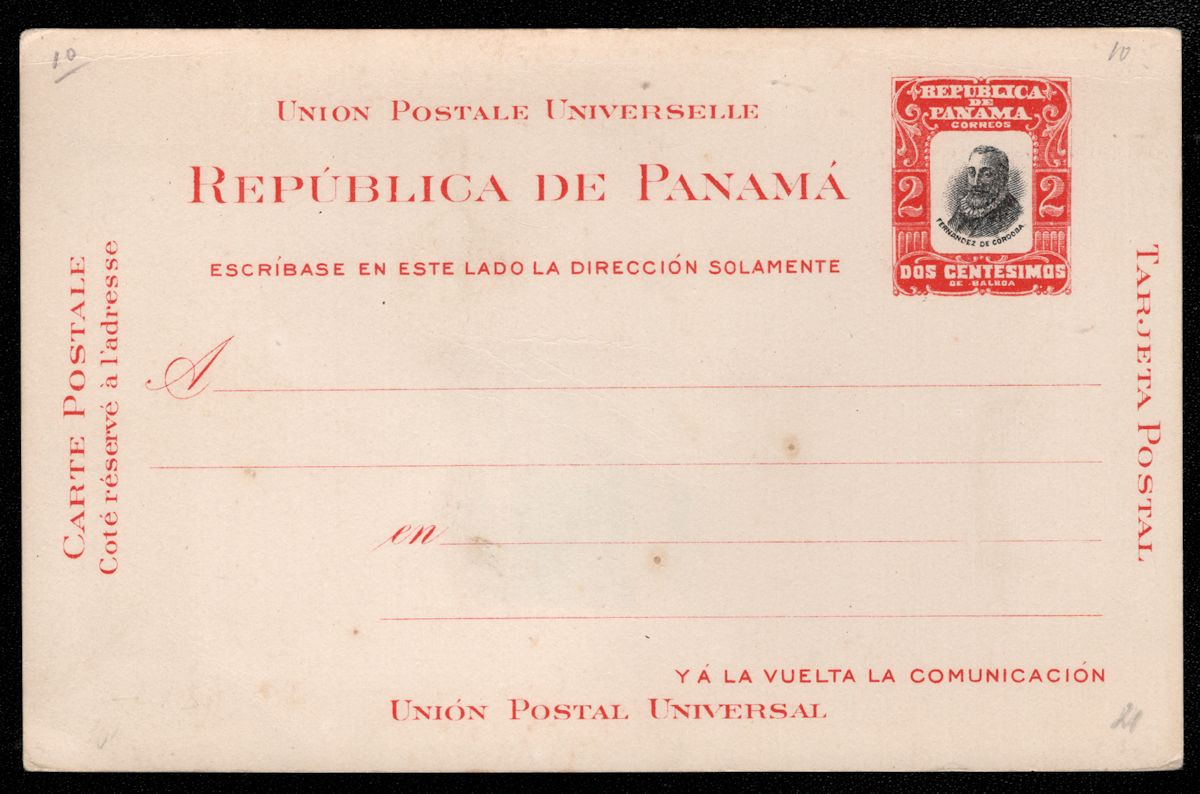 10
10
UNION POSTALE UNIVERSELLE
REPÚBLICA DE PANAMÁ
ESCRÍBASE EN ESTE LADO LA DIRECCIÓN SOLAMENTE
REPUBLICA
DE
PANAMA
CORREOS
2 2
FERNANDEZ DE CORDOBA
DOS CENTÉSIMOS
DE BALBOA
CARTE POSTALE
Coté réservé à l'adresse
TARJETA POSTAL
A
en
Y Á LA VUELTA LA COMUNICACIÓN
UNIÓN POSTAL UNIVERSAL